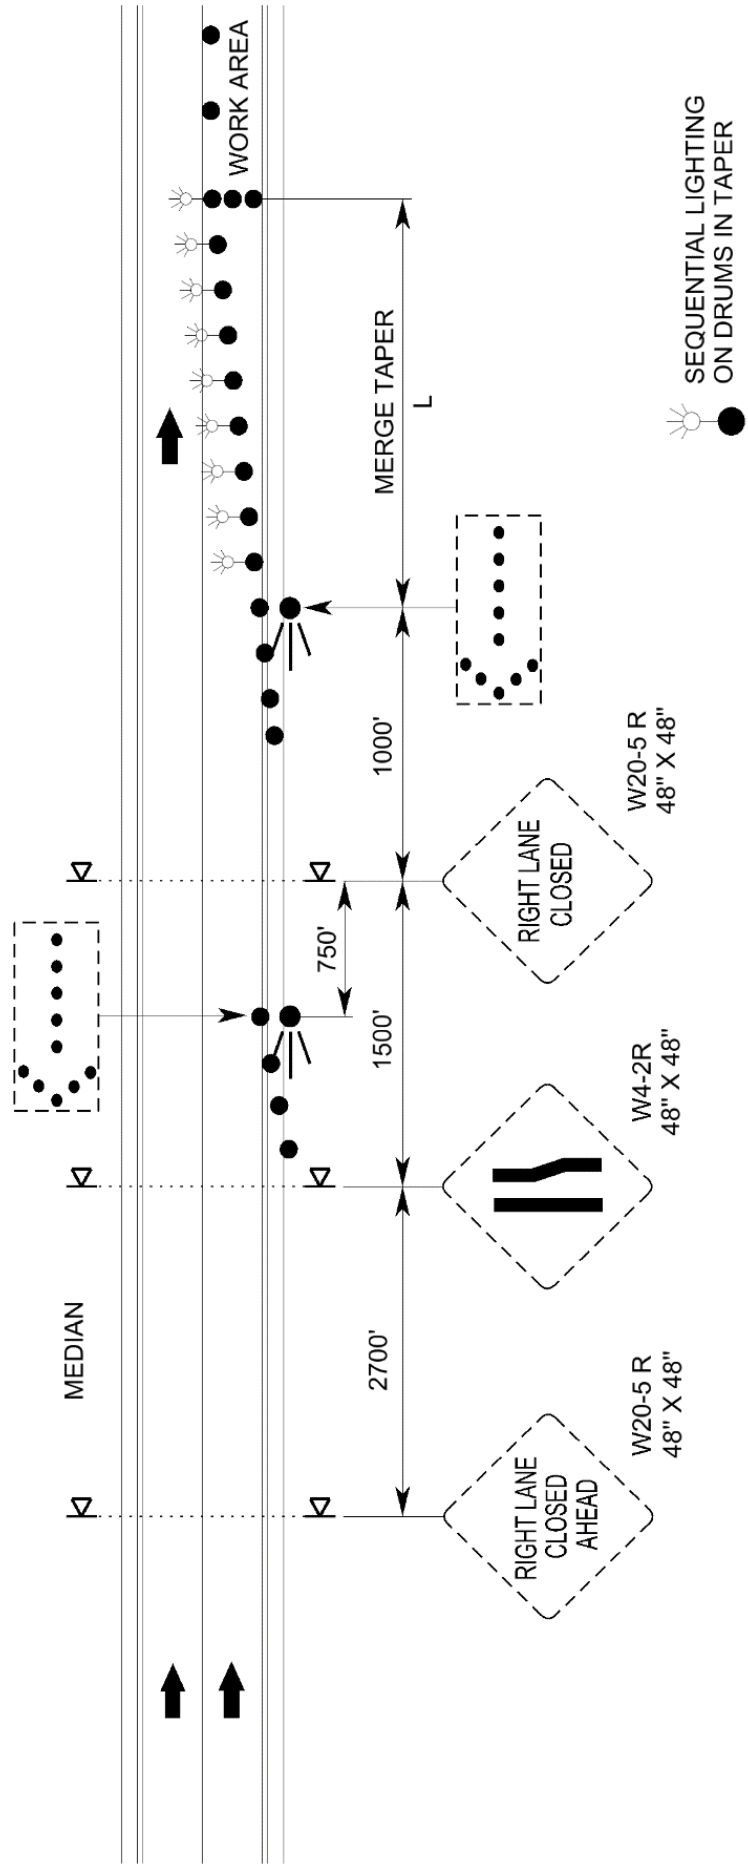 MEDIAN
WORK AREA
750'
2700'
1500'
1000'
MERGE TAPER
L
RIGHT LANE
CLOSED
AHEAD
W20-5 R
48" X 48"
W4-2R
48" X 48"
RIGHT LANE
CLOSED
W20-5 R
48" X 48"
SEQUENTIAL LIGHTING
ON DRUMS IN TAPER